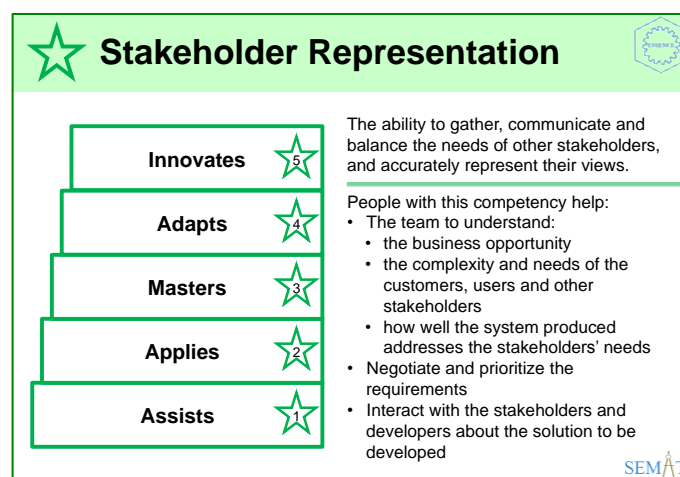 Stakeholder Representation
ESSENCE
Innovates 5
Adapts 4
Masters 3
Applies 2
Assists 1
The ability to gather, communicate and
balance the needs of other stakeholders,
and accurately represent their views.
People with this competency help:
• The team to understand:
• the business opportunity
• the complexity and needs of the
customers, users and other
stakeholders
• how well the system produced
addresses the stakeholders’ needs
• Negotiate and prioritize the
requirements
• Interact with the stakeholders and
developers about the solution to be
developed
SEMAT